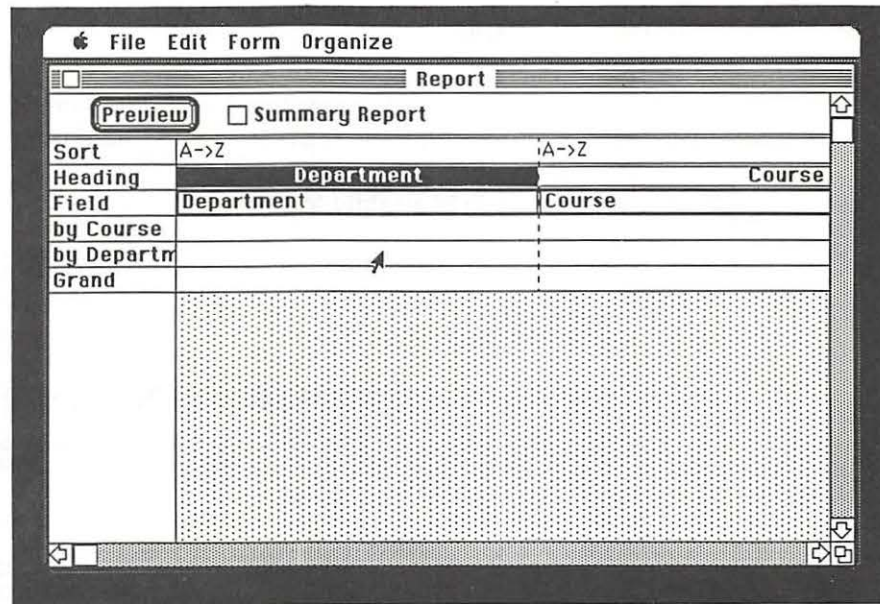 File Edit Form Organize
Report
Preview Summary Report
Sort A->Z A->Z
Heading Department Course
Field Department Course
by Course
by Departm
Grand